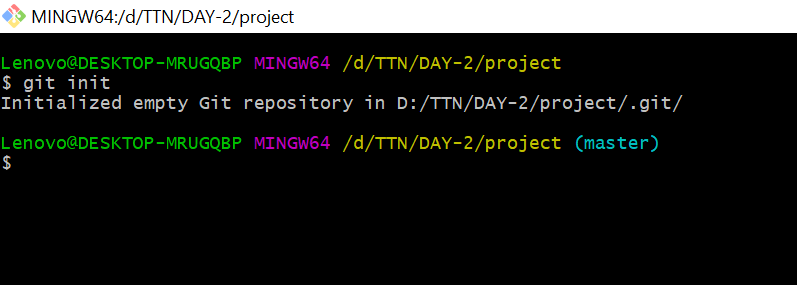 MINGW64:/d/TTN/DAY-2/project
Lenovo@DESKTOP-MRUGQBP MINGW64 /d/TTN/DAY-2/project
$ git init
Initialized empty Git repository in D:/TTN/DAY-2/project/.git/
Lenovo@DESKTOP-MRUGQBP MINGW64 /d/TTN/DAY-2/project (master)
$